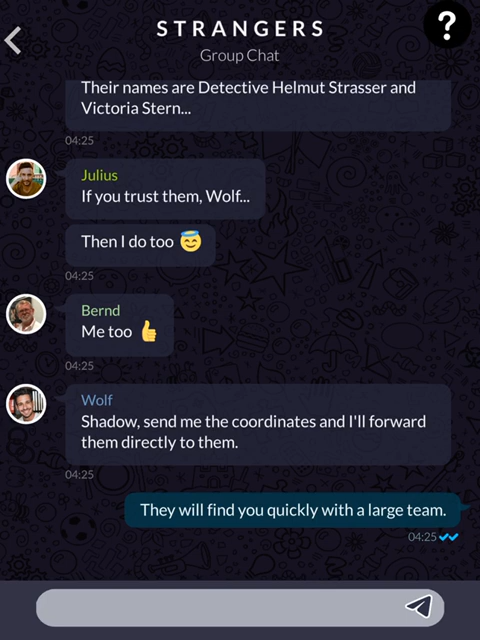 STRANGERS
?
Group Chat
Their names are Detective Helmut Strasser and
Victoria Stern...
04:25
Julius
If you trust them, Wolf...
Then I do too 😇
04:25
Bernd
Me too 👍
04:25
Wolf
Shadow, send me the coordinates and I'll forward
them directly to them.
04:25
They will find you quickly with a large team.
04:25